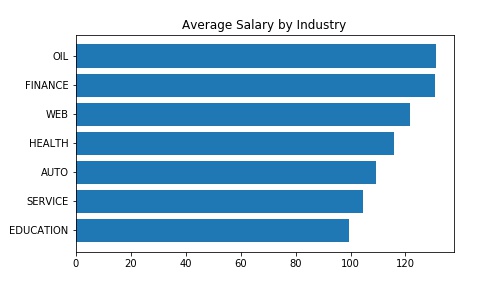 Average Salary by Industry
OIL
FINANCE
WEB
HEALTH
AUTO
SERVICE
EDUCATION
0 20 40 60 80 100 120